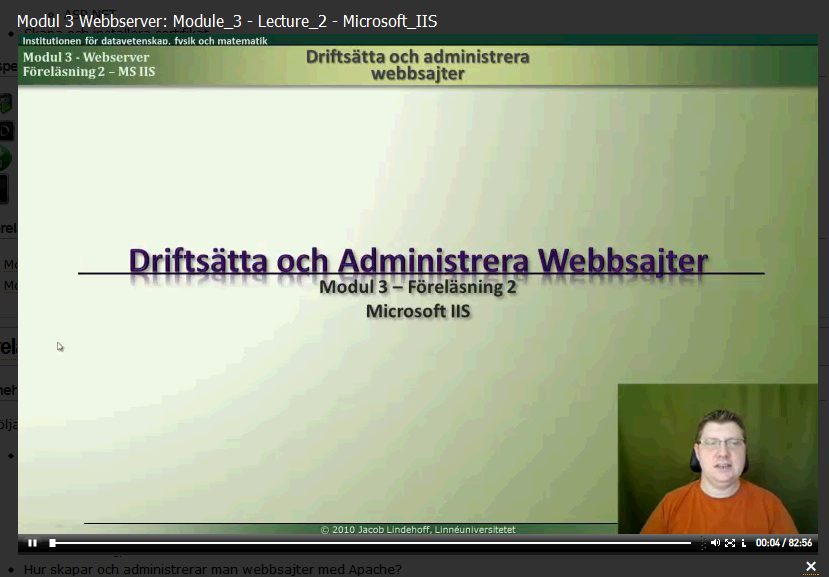 Modul 3 Webbserver: Module_3 - Lecture_2 - Microsoft_IIS
Institutionen för datavetenskap, fysik och matematik
Modul 3 - Webserver
Föreläsning 2 – MS IIS
Driftsätta och administrera
webbsajter
Driftsätta och Administrera Webbsajter
Modul 3 – Föreläsning 2
Microsoft IIS
© 2010 Jacob Lindehoff, Linnéuniversitetet
00:04 / 82:56
Hur skapar och administrerar man webbsajter med Apache?